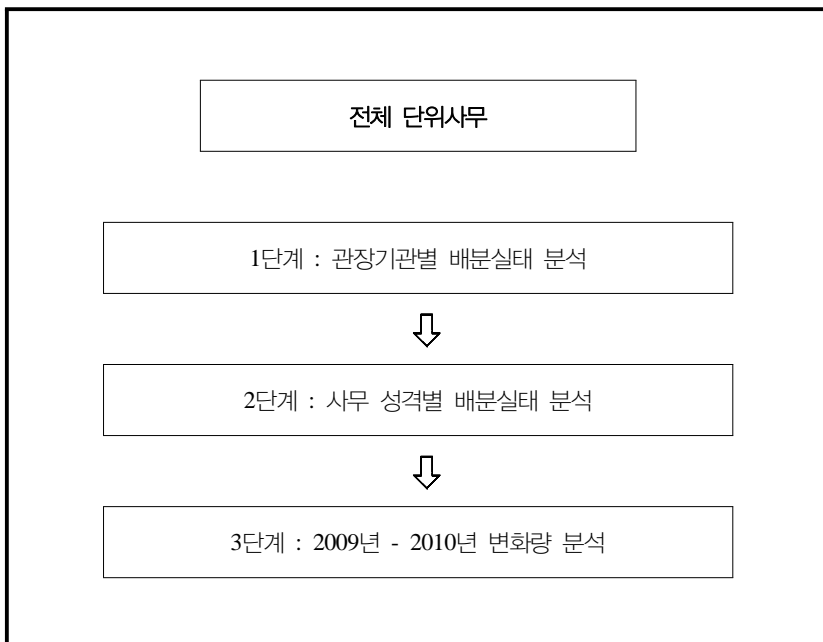 전체 단위사무
1단계 : 관장기관별 배분실태 분석
2단계 : 사무 성격별 배분실태 분석
3단계 : 2009년 - 2010년 변화량 분석